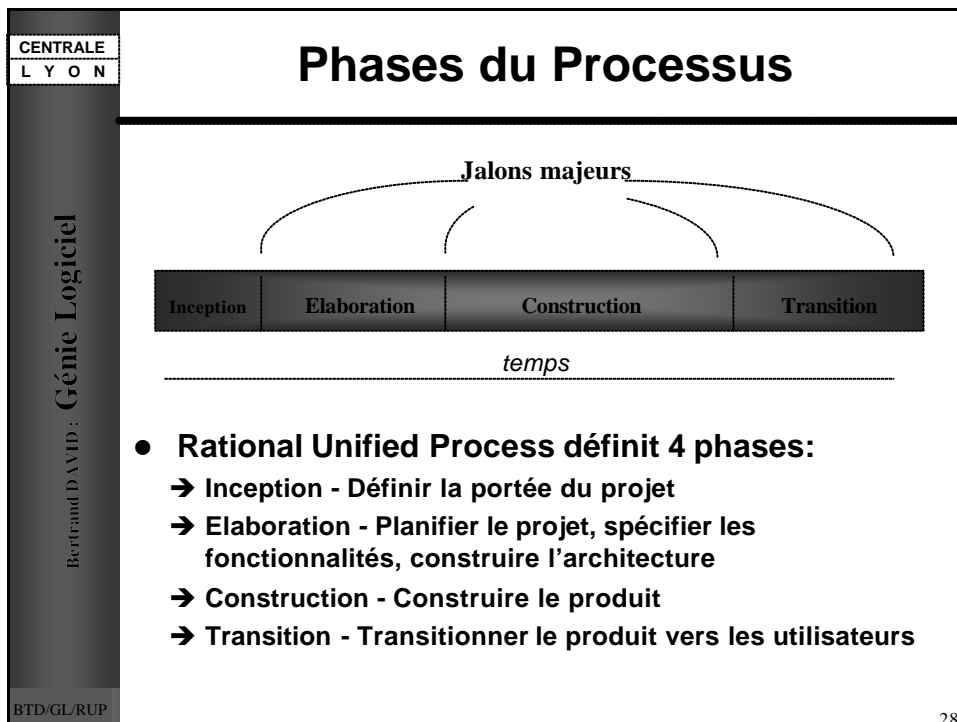 CENTRALE
L Y O N
Phases du Processus
Bertrand DAVID : Génie Logiciel
Jalons majeurs
Inception Elaboration Construction Transition
temps
● Rational Unified Process définit 4 phases:
➔ Inception - Définir la portée du projet
➔ Elaboration - Planifier le projet, spécifier les
fonctionnalités, construire l’architecture
➔ Construction - Construire le produit
➔ Transition - Transitionner le produit vers les utilisateurs
BTD/GL/RUP
28